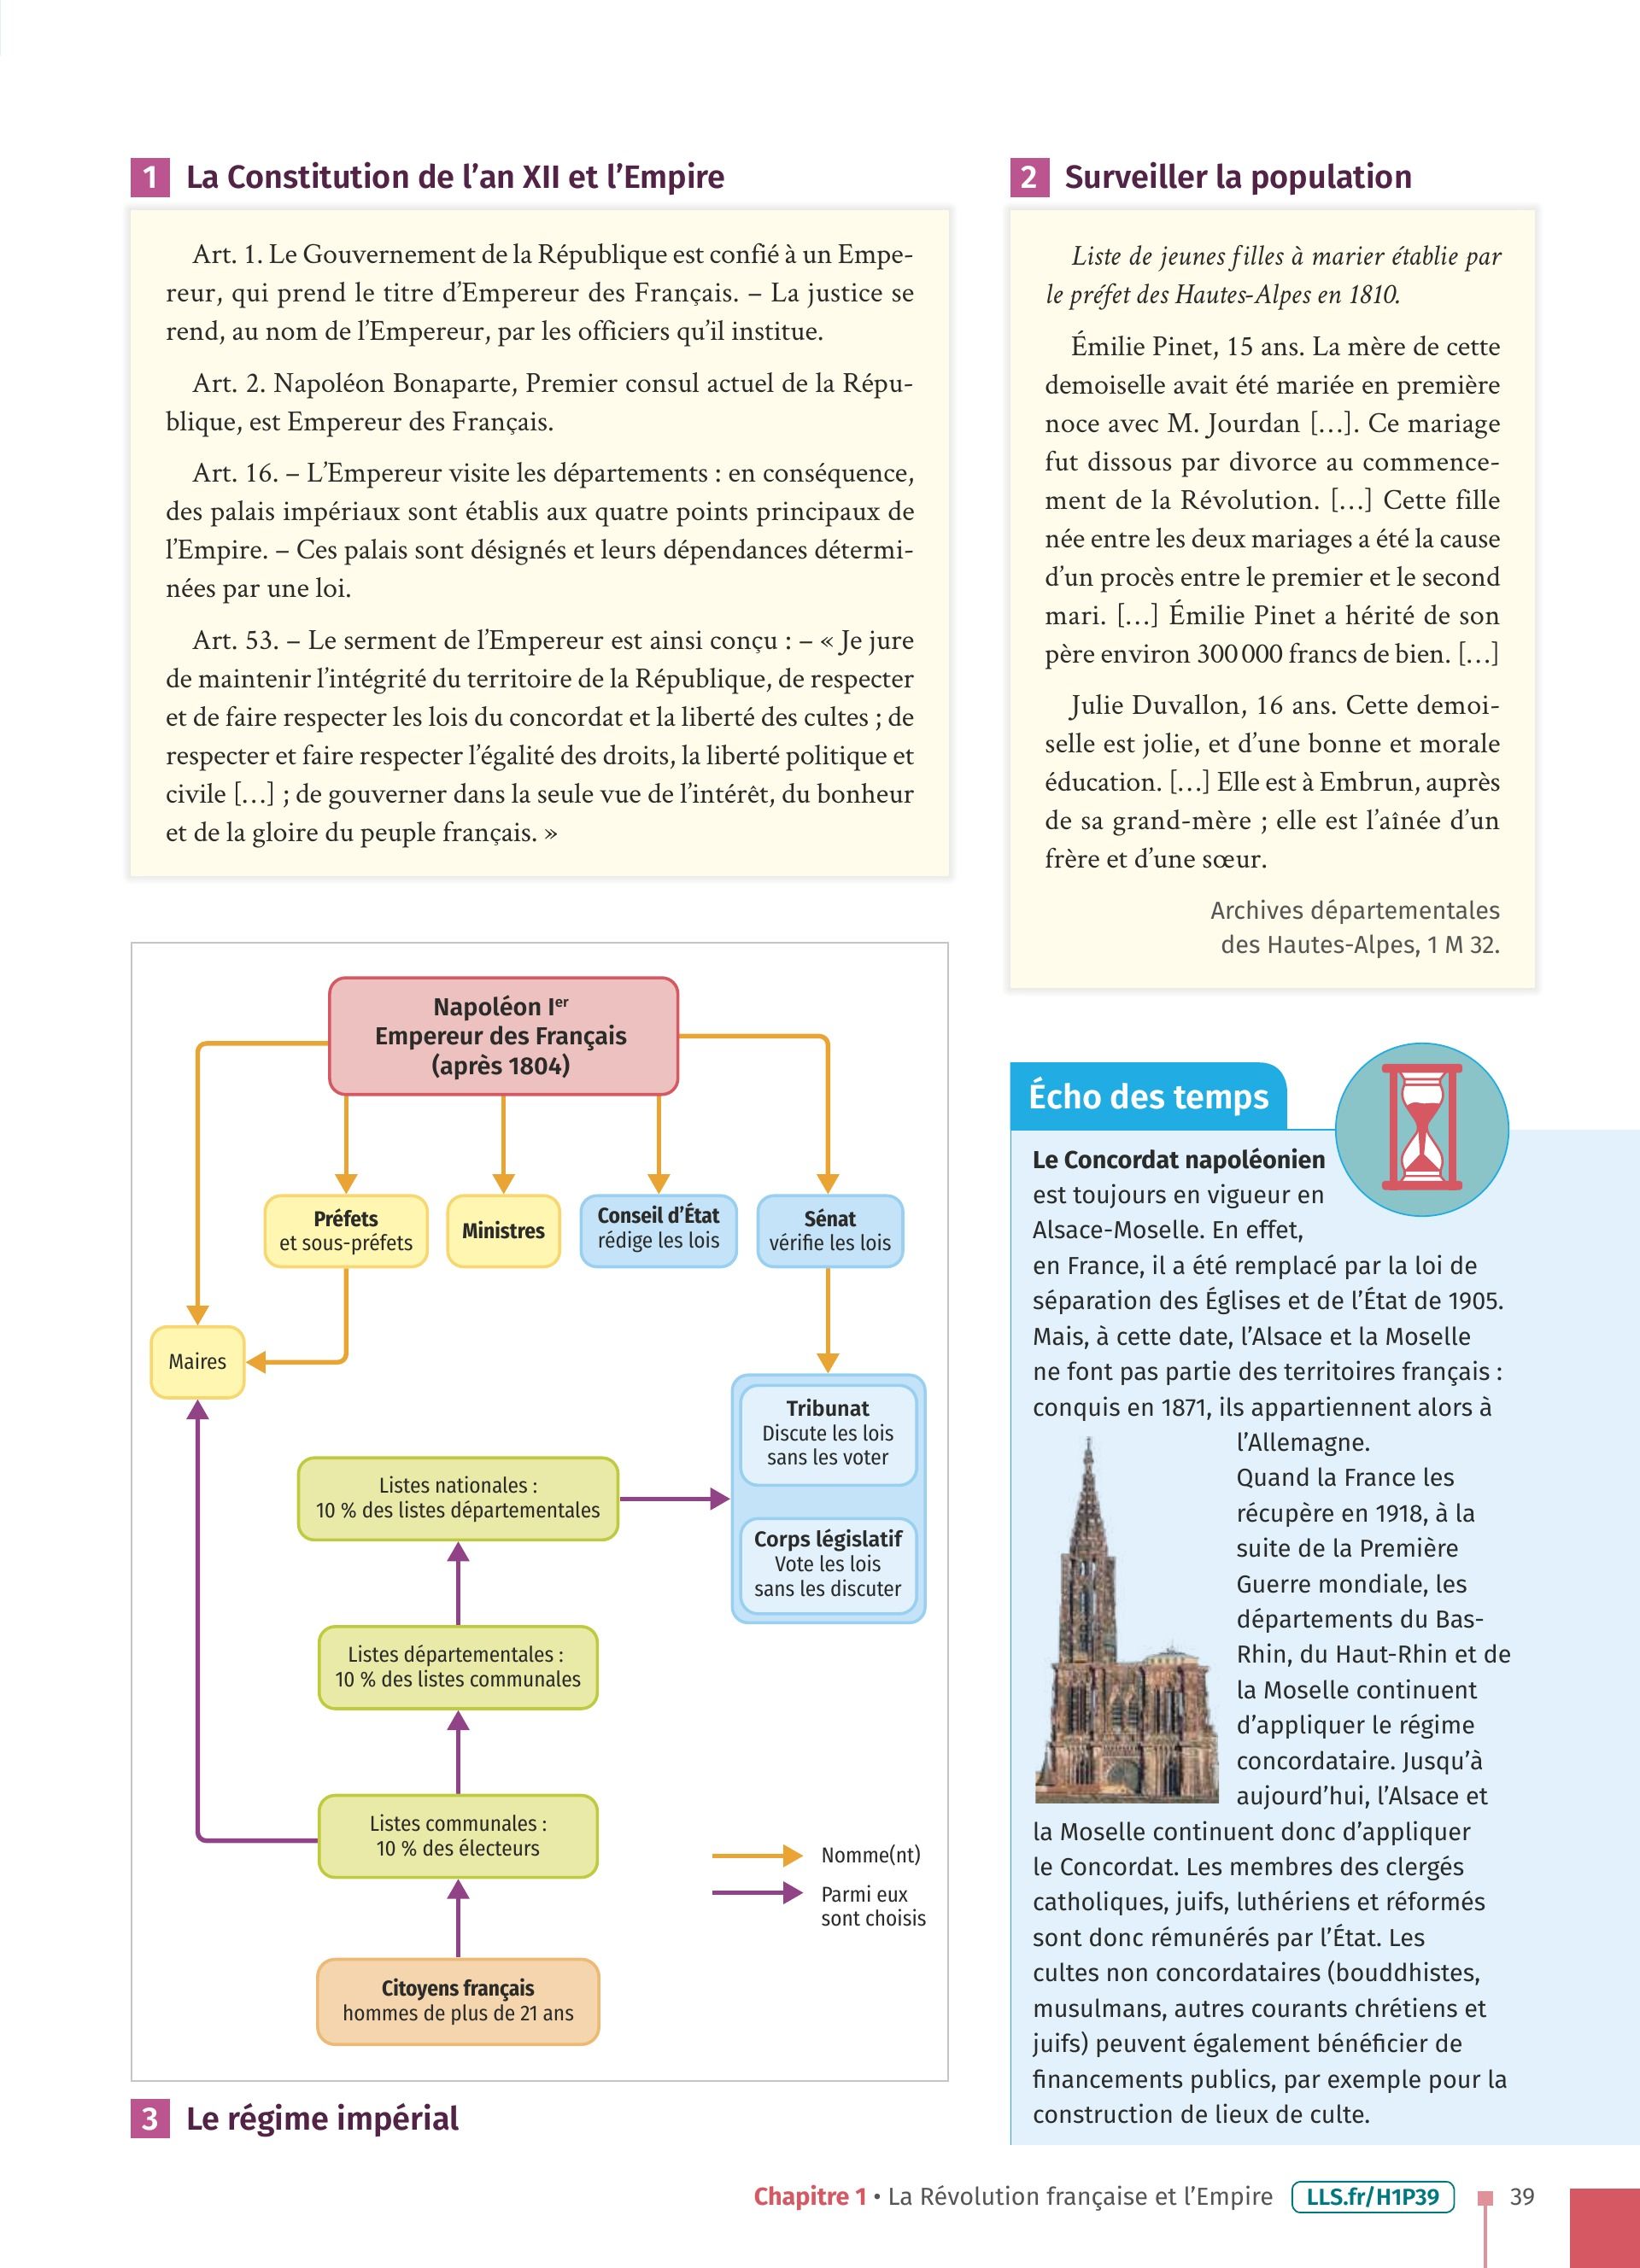 1 La Constitution de l’an XII et l’Empire
Art. 1. Le Gouvernement de la République est confié à un Empe-
reur, qui prend le titre d’Empereur des Français. – La justice se
rend, au nom de l’Empereur, par les officiers qu’il institue.
Art. 2. Napoléon Bonaparte, Premier consul actuel de la Répu-
blique, est Empereur des Français.
Art. 16. – L’Empereur visite les départements : en conséquence,
des palais impériaux sont établis aux quatre points principaux de
l’Empire. – Ces palais sont désignés et leurs dépendances détermi-
nées par une loi.
Art. 53. – Le serment de l’Empereur est ainsi conçu : – « Je jure
de maintenir l’intégrité du territoire de la République, de respecter
et de faire respecter les lois du concordat et la liberté des cultes ; de
respecter et faire respecter l’égalité des droits, la liberté politique et
civile […] ; de gouverner dans la seule vue de l’intérêt, du bonheur
et de la gloire du peuple français. »
2 Surveiller la population
Liste de jeunes filles à marier établie par
le préfet des Hautes-Alpes en 1810.
Émilie Pinet, 15 ans. La mère de cette
demoiselle avait été mariée en première
noce avec M. Jourdan […]. Ce mariage
fut dissous par divorce au commence-
ment de la Révolution. […] Cette fille
née entre les deux mariages a été la cause
d’un procès entre le premier et le second
mari. […] Émilie Pinet a hérité de son
père environ 300 000 francs de bien. […]
Julie Duvallon, 16 ans. Cette demoi-
selle est jolie, et d’une bonne et morale
éducation. […] Elle est à Embrun, auprès
de sa grand-mère ; elle est l’aînée d’un
frère et d’une sœur.
Archives départementales
des Hautes-Alpes, 1 M 32.
Napoléon Ier
Empereur des Français
(après 1804)
Préfets
et sous-préfets
Ministres
Conseil d’État
rédige les lois
Sénat
vérifie les lois
Maires
Tribunat
Discute les lois
sans les voter
Corps législatif
Vote les lois
sans les discuter
Listes nationales :
10 % des listes départementales
Listes départementales :
10 % des listes communales
Listes communales :
10 % des électeurs
Citoyens français
hommes de plus de 21 ans
Nomme(nt)
Parmi eux
sont choisis
3 Le régime impérial
Écho des temps
Le Concordat napoléonien
est toujours en vigueur en
Alsace-Moselle. En effet,
en France, il a été remplacé par la loi de
séparation des Églises et de l’État de 1905.
Mais, à cette date, l’Alsace et la Moselle
ne font pas partie des territoires français :
conquis en 1871, ils appartiennent alors à
l’Allemagne.
Quand la France les
récupère en 1918, à la
suite de la Première
Guerre mondiale, les
départements du Bas-
Rhin, du Haut-Rhin et de
la Moselle continuent
d’appliquer le régime
concordataire. Jusqu’à
aujourd’hui, l’Alsace et
la Moselle continuent donc d’appliquer
le Concordat. Les membres des clergés
catholiques, juifs, luthériens et réformés
sont donc rémunérés par l’État. Les
cultes non concordataires (bouddhistes,
musulmans, autres courants chrétiens et
juifs) peuvent également bénéficier de
financements publics, par exemple pour la
construction de lieux de culte.
Chapitre 1 • La Révolution française et l’Empire LLS.fr/H1P39 39